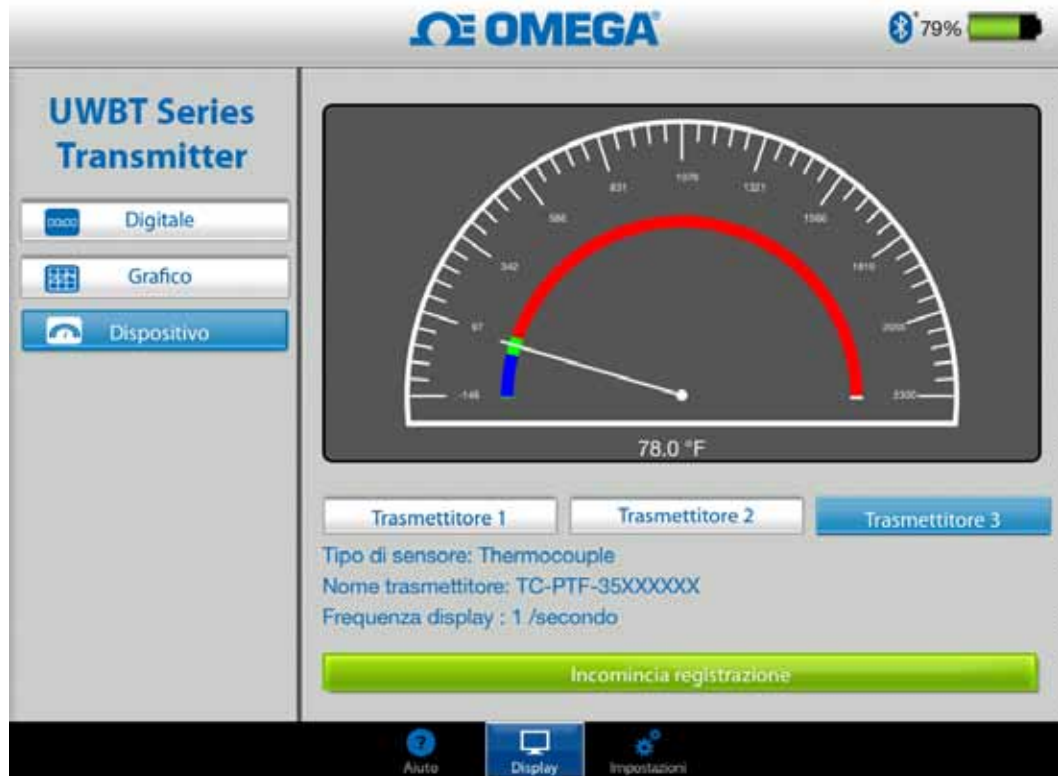 OMEGA
79%
UWBT Series
Transmitter
Digitale
Grafico
Dispositivo
-148
97
342
586
831
1076
1321
1566
1810
2055
2300
78.0 °F
Trasmettitore 1
Trasmettitore 2
Trasmettitore 3
Tipo di sensore: Thermocouple
Nome trasmettitore: TC-PTF-35XXXXXX
Frequenza display : 1 /secondo
Incomincia registrazione
Aiuto
Display
Impostazioni